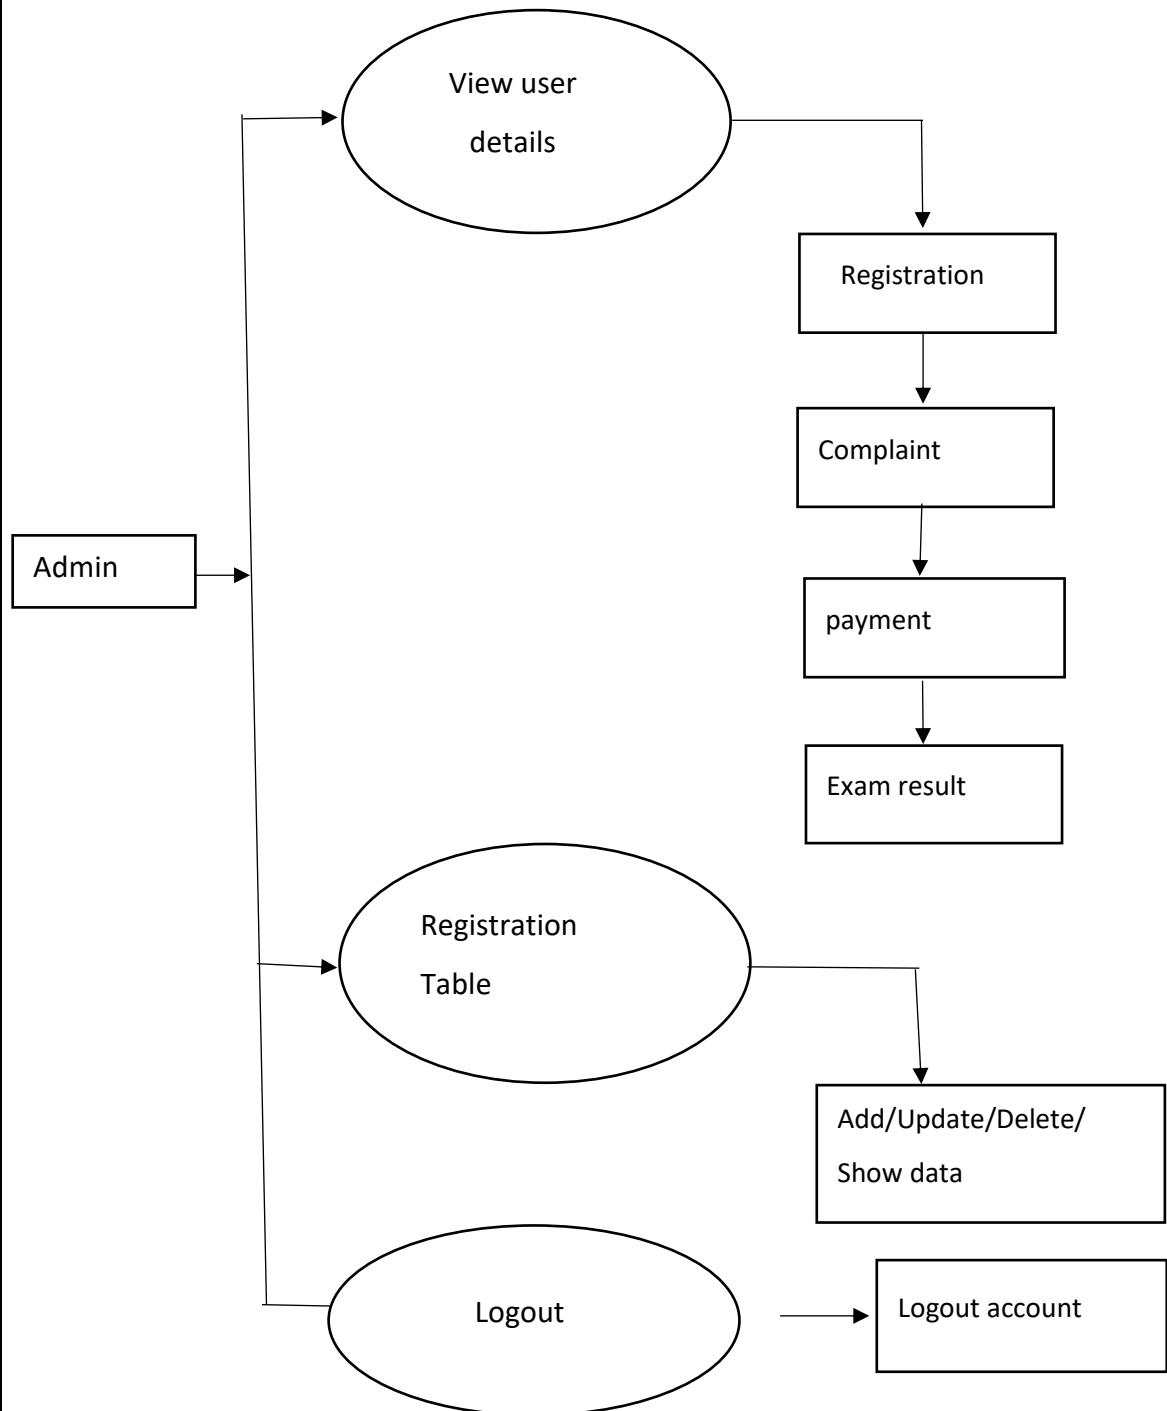 View user
details
Registration
Complaint
Admin
payment
Exam result
Registration
Table
Add/Update/Delete/
Show data
Logout
Logout account